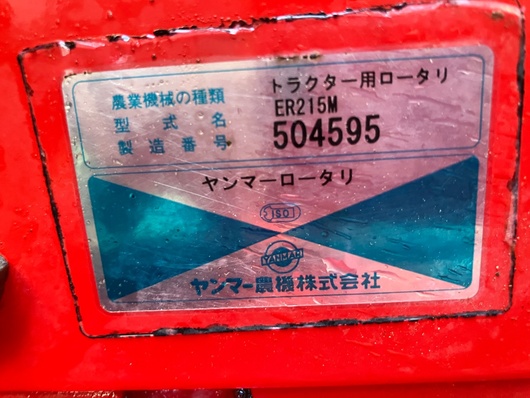 農業機械の種類 トラクター用ロータリ
型式名 ER215M
製造番号 504595
ヤンマーロータリ
ISO
YANMAR
ヤンマー農機株式会社